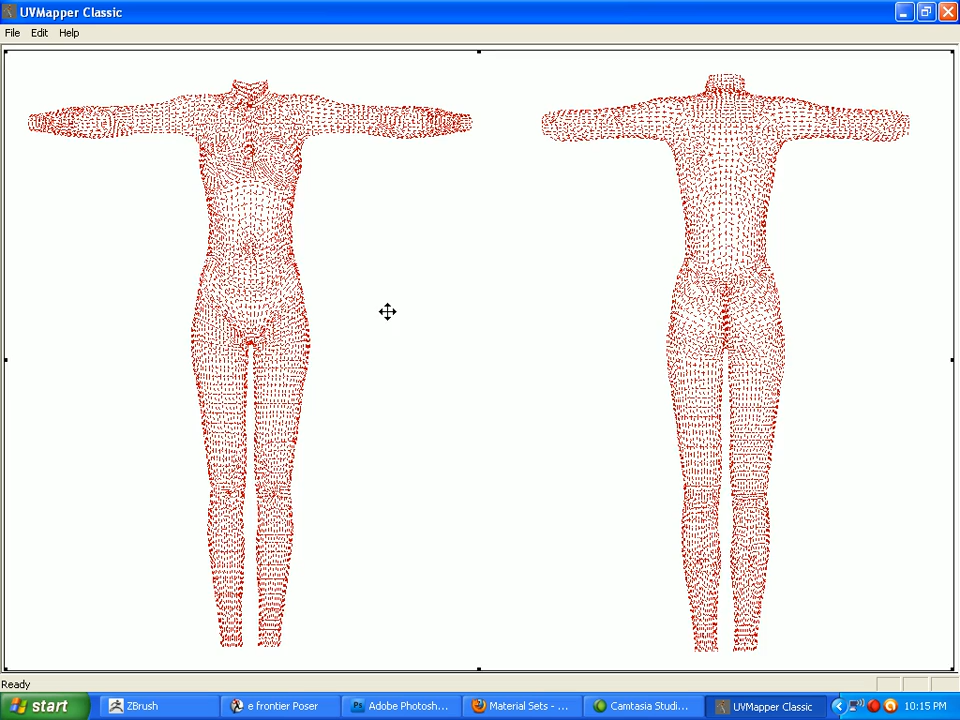 UVMapper Classic
File Edit Help
Ready
start
ZBrush
e frontier Poser
Adobe Photosh...
Material Sets - ...
Camtasia Studi...
UVMapper Classic
10:15 PM